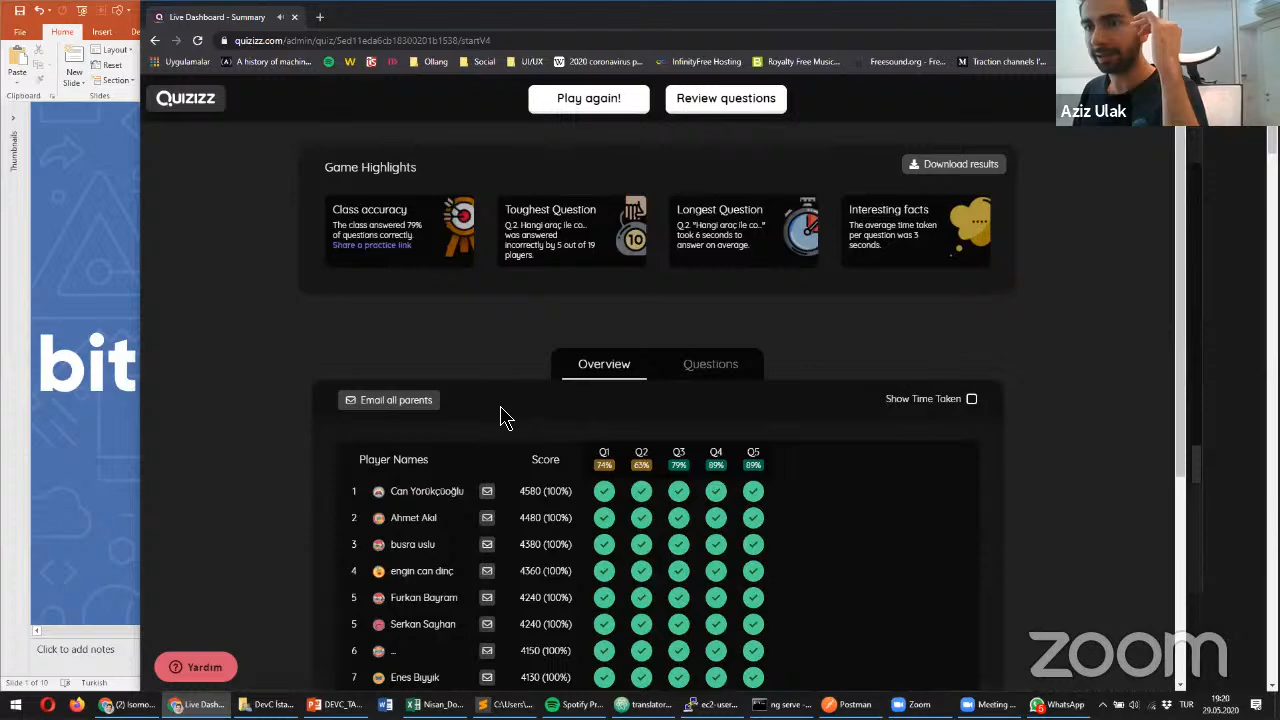 File Home Insert
Paste
New
Slide
Layout
Reset
Section
Clipboard
Slides
Thumbnails
bit
Click to add notes
Slide 1 of 10 Turkish
Live Dashboard - Summary
quizizz.com/admin/quiz/5ed11eda6cb18300201b1538/startV4
Uygulamalar A history of machin... Ollang Social UI/UX 2020 coronavirus p... InfinityFree Hosting Royalty Free Music... Freesound.org - Fre... Traction channels I...
Aziz Ulak
QUIZIZZ
Play again!
Review questions
Game Highlights
Download results
Class accuracy
The class answered 79%
of questions correctly.
Share a practice link
Toughest Question
Q.2. Hangi araç ile co..."
was answered
incorrectly by 5 out of 19
players.
10
Longest Question
Q.2. "Hangi araç ile co..."
took 6 seconds to
answer on average.
Interesting facts
The average time taken
per question was 3
seconds.
Overview
Questions
Email all parents
Show Time Taken
Player Names Score Q1 Q2 Q3 Q4 Q5
74% 63% 79% 89% 89%
1 Can Yörükçüoğlu 4580 (100%)
2 Ahmet Akıl 4480 (100%)
3 busra uslu 4380 (100%)
4 engin can dinç 4360 (100%)
5 Furkan Bayram 4240 (100%)
5 Serkan Sayhan 4240 (100%)
6 ... 4150 (100%)
7 Enes Bıyık 4130 (100%)
Yardım
zoom
(2) Isomo... Live Dash... DevC İsta... DEVC_Ta... Nisan_Do... C:\Users\... Spotify Pr... translator... ec2-user... ng serve -... Postman Zoom Meeting ... WhatsApp
5
TUR
19:20
29.05.2020